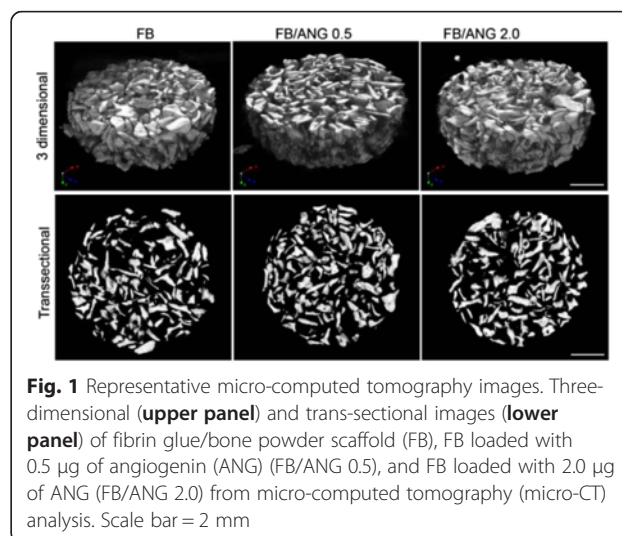 FB FB/ANG 0.5 FB/ANG 2.0
3 dimensional
Transsectional
Fig. 1 Representative micro-computed tomography images. Three-
dimensional (upper panel) and trans-sectional images (lower
panel) of fibrin glue/bone powder scaffold (FB), FB loaded with
0.5 μg of angiogenin (ANG) (FB/ANG 0.5), and FB loaded with 2.0 μg
of ANG (FB/ANG 2.0) from micro-computed tomography (micro-CT)
analysis. Scale bar = 2 mm